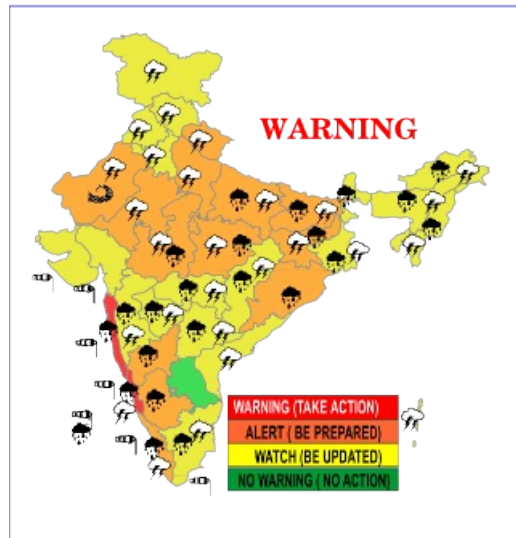 WARNING
WARNING (TAKE ACTION)
ALERT ( BE PREPARED)
WATCH (BE UPDATED)
NO WARNING ( NO ACTION)